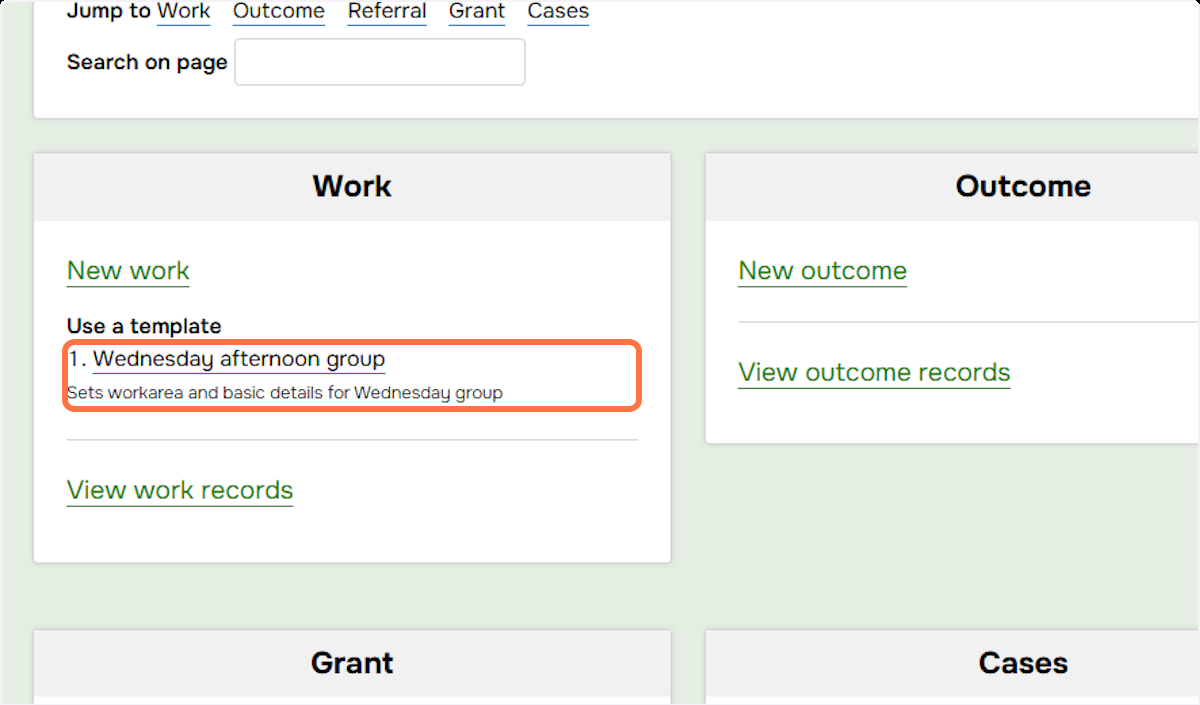 Jump to Work Outcome Referral Grant Cases
Search on page
Work
New work
Use a template
1. Wednesday afternoon group
Sets workarea and basic details for Wednesday group
View work records
Outcome
New outcome
View outcome records
Grant
Cases